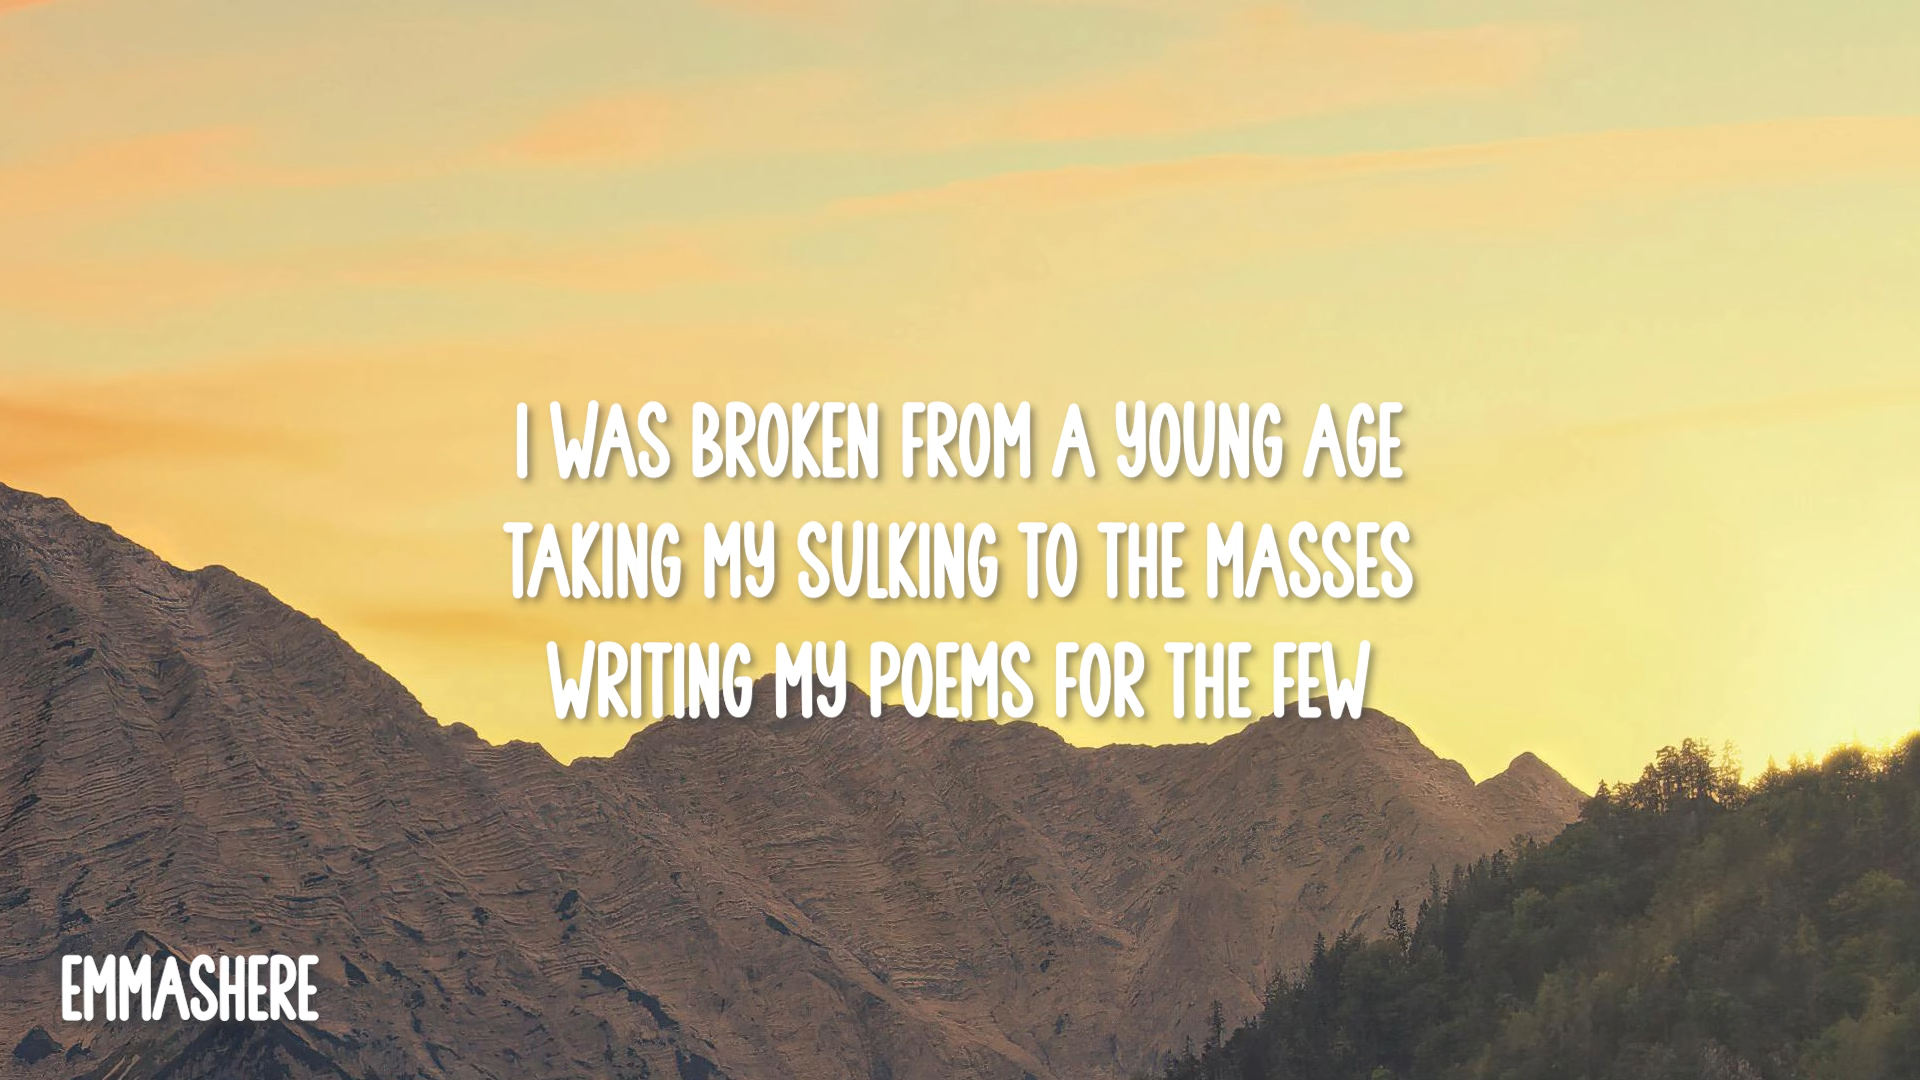 I WAS BROKEN FROM A YOUNG AGE
TAKING MY SULKING TO THE MASSES
WRITING MY POEMS FOR THE FEW
EMMASHERE